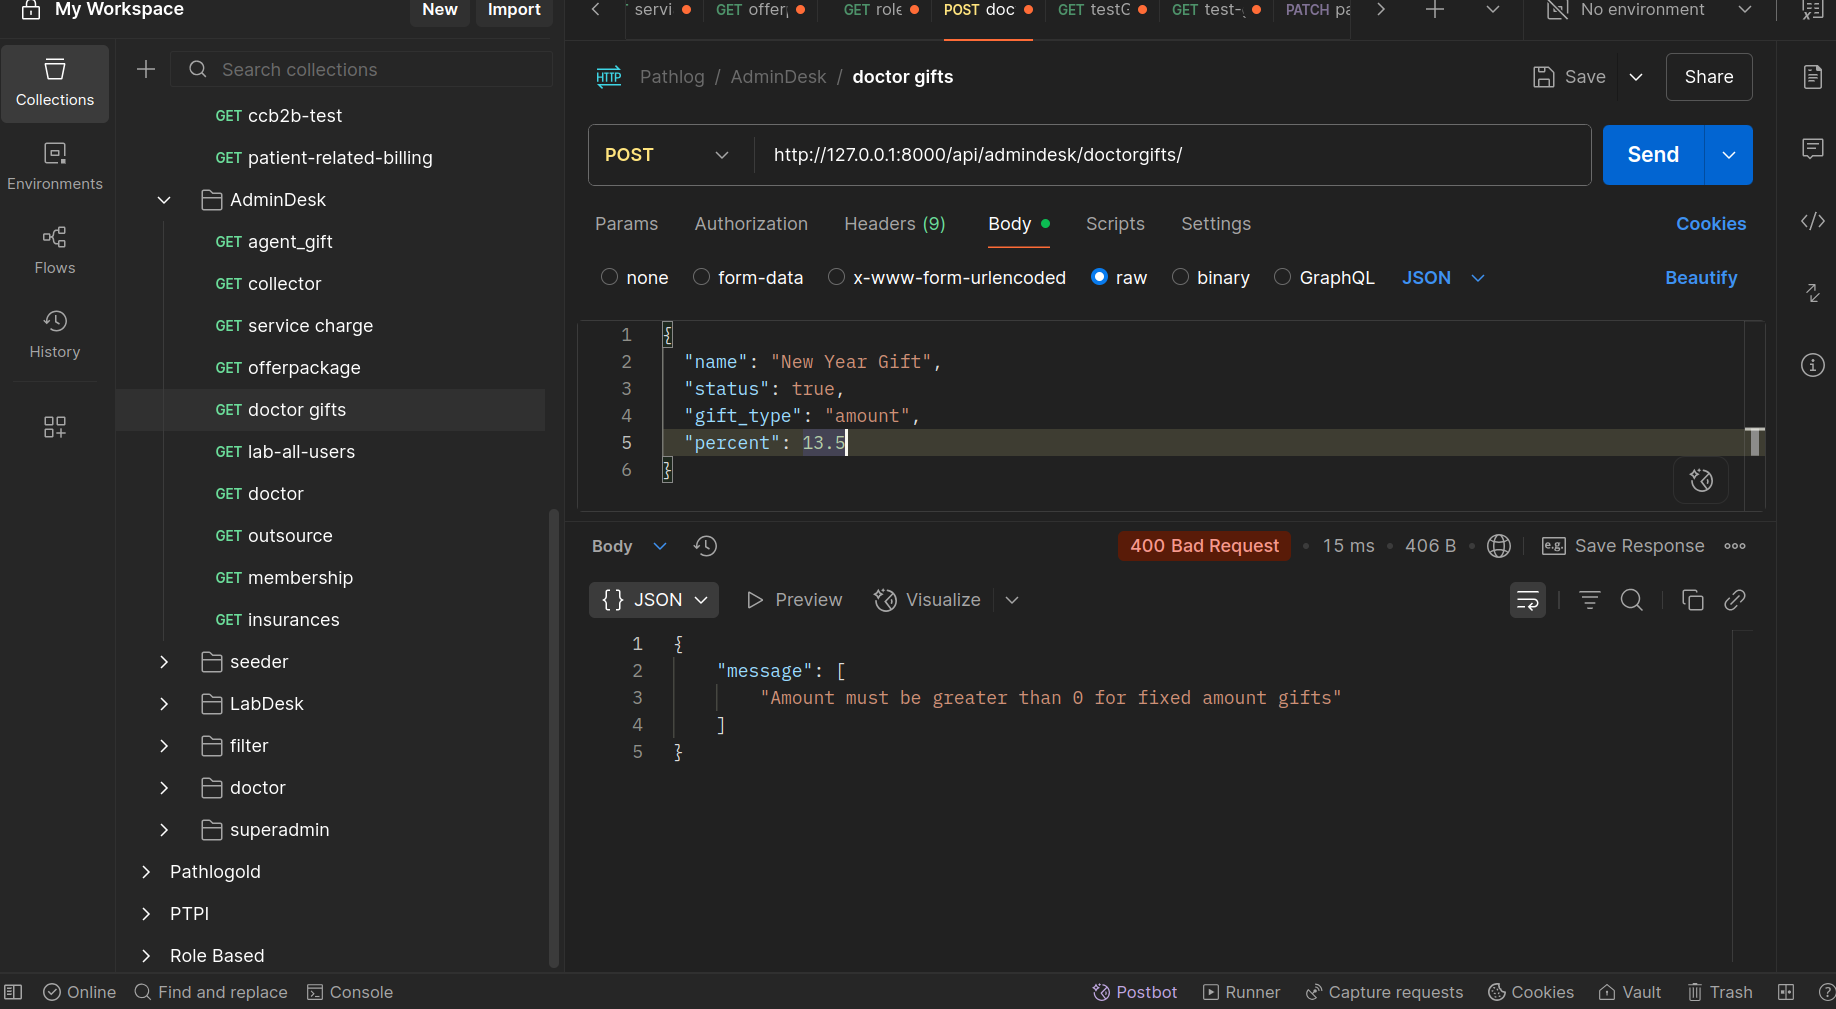 My Workspace
New
Import
servi
GET offer
GET role
POST doc
GET test
GET test-
PATCH pa
No environment
Collections
Environments
Flows
History
Search collections
GET ccb2b-test
GET patient-related-billing
AdminDesk
GET agent_gift
GET collector
GET service charge
GET offerpackage
GET doctor gifts
GET lab-all-users
GET doctor
GET outsource
GET membership
GET insurances
seeder
LabDesk
filter
doctor
superadmin
Pathlogold
PTPI
Role Based
HTTP Pathlog / AdminDesk / doctor gifts
Save
Share
POST
http://127.0.0.1:8000/api/admindesk/doctorgifts/
Send
Params
Authorization
Headers (9)
Body
Scripts
Settings
Cookies
none
form-data
x-www-form-urlencoded
raw
binary
GraphQL
JSON
Beautify
1 {
2 "name": "New Year Gift",
3 "status": true,
4 "gift_type": "amount",
5 "percent": 13.5
6 }
Body
400 Bad Request • 15 ms • 406 B
e.g. Save Response
{} JSON
Preview
Visualize
1 {
2 "message": [
3 "Amount must be greater than 0 for fixed amount gifts"
4 ]
5 }
Online
Find and replace
Console
Postbot
Runner
Capture requests
Cookies
Vault
Trash